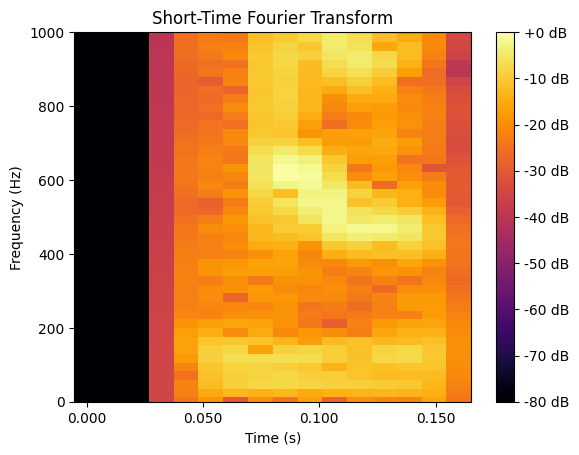 Short-Time Fourier Transform
1000
800
600
400
200
0
Frequency (Hz)
0.000
0.050
0.100
0.150
Time (s)
+0 dB
-10 dB
-20 dB
-30 dB
-40 dB
-50 dB
-60 dB
-70 dB
-80 dB